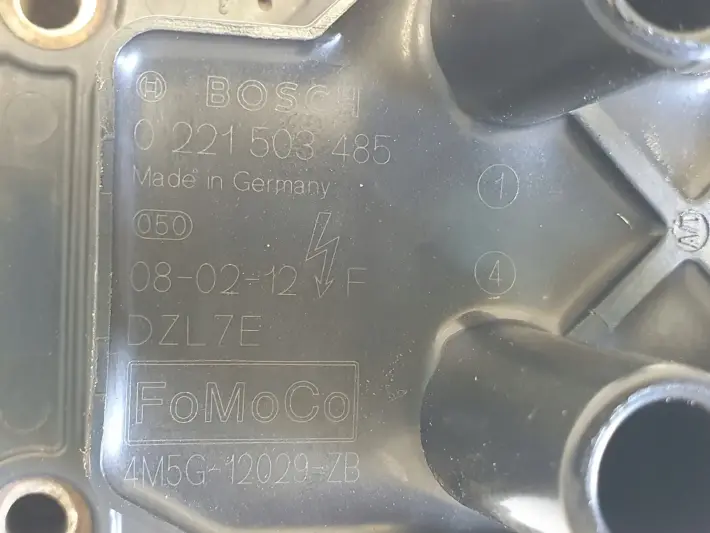 BOSCH
0 221 503 485
Made in Germany
050
08-02-12 F
DZL7E
FoMoCo
4M5G-12029-ZB
1
4
A/T